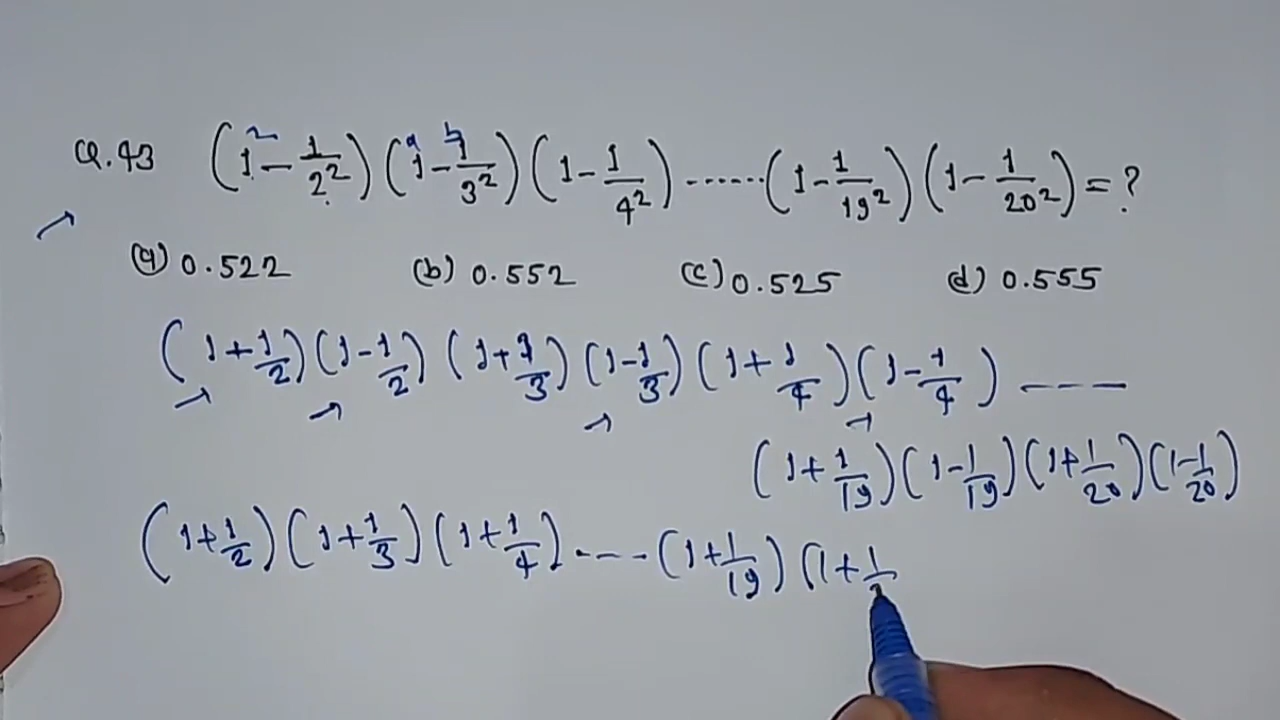 Q.43 (1 - 1/2²) (1 - 1/3²) (1 - 1/4²) ...... (1 - 1/19²) (1 - 1/20²) = ?
(a) 0.522 (b) 0.552 (c) 0.525 (d) 0.555
(1 + 1/2) (1 - 1/2) (1 + 1/3) (1 - 1/3) (1 + 1/4) (1 - 1/4) ----
(1 + 1/19) (1 - 1/19) (1 + 1/20) (1 - 1/20)
(1 + 1/2) (1 + 1/3) (1 + 1/4) ---- (1 + 1/19) (1 + 1/